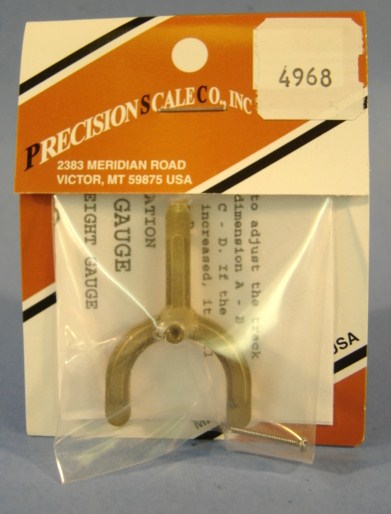 4968
PRECISION SCALE CO., INC
2383 MERIDIAN ROAD
VICTOR, MT 59875 USA
GAUGE
EIGHT GAUGE
to adjust the track
dimension A - B
C - D. If the
increased, it
USA